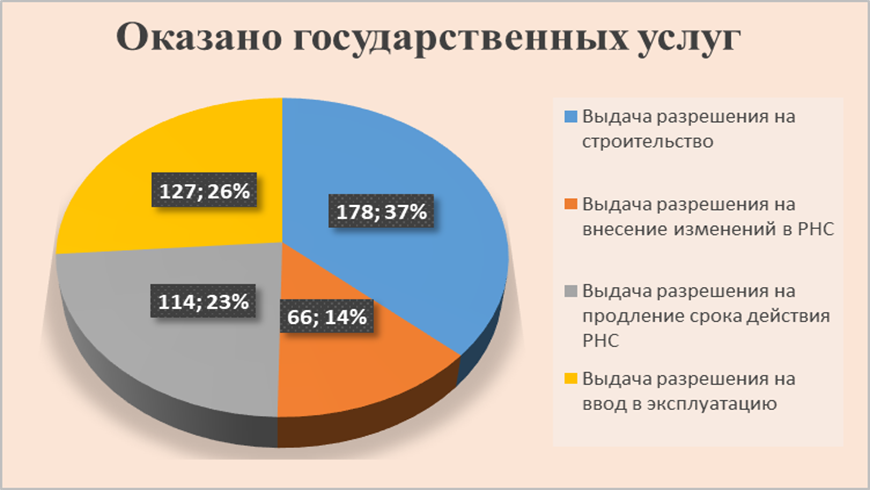 Оказано государственных услуг
127; 26%
178; 37%
114; 23%
66; 14%
Выдача разрешения на
строительство
Выдача разрешения на
внесение изменений в РНС
Выдача разрешения на
продление срока действия
РНС
Выдача разрешения на
ввод в эксплуатацию